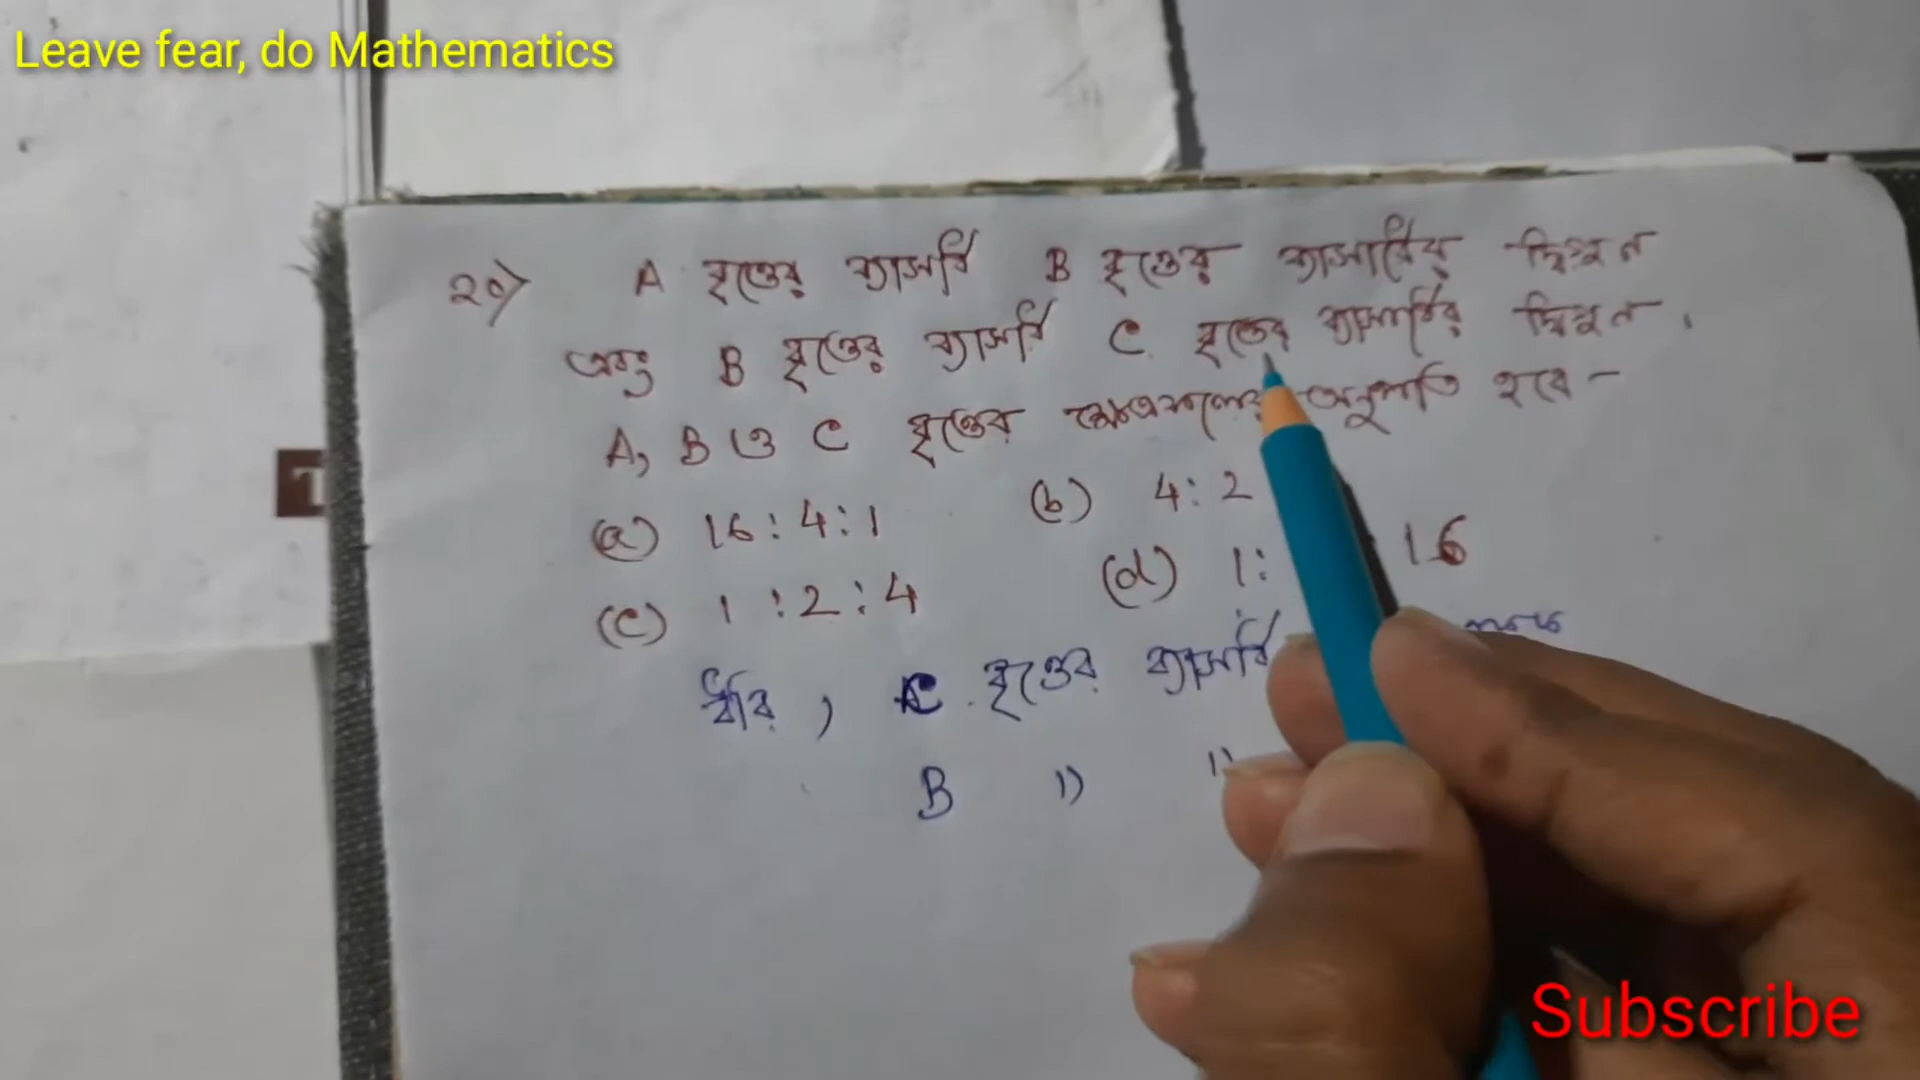 Leave fear, do Mathematics
২০) A বৃত্তের ব্যাসার্ধ B বৃত্তের ব্যাসার্ধের দ্বিগুন
এবং B বৃত্তের ব্যাসার্ধ C বৃত্তের ব্যাসার্ধের দ্বিগুন ,
A, B ও C বৃত্তের ক্ষেত্রফলের অনুপাত হবে -
(a) 16 : 4 : 1 (b) 4 : 2
(c) 1 : 2 : 4 (d) 1 : 16
ধরি , C বৃত্তের ব্যাসার্ধ
B 〃 〃
Subscribe